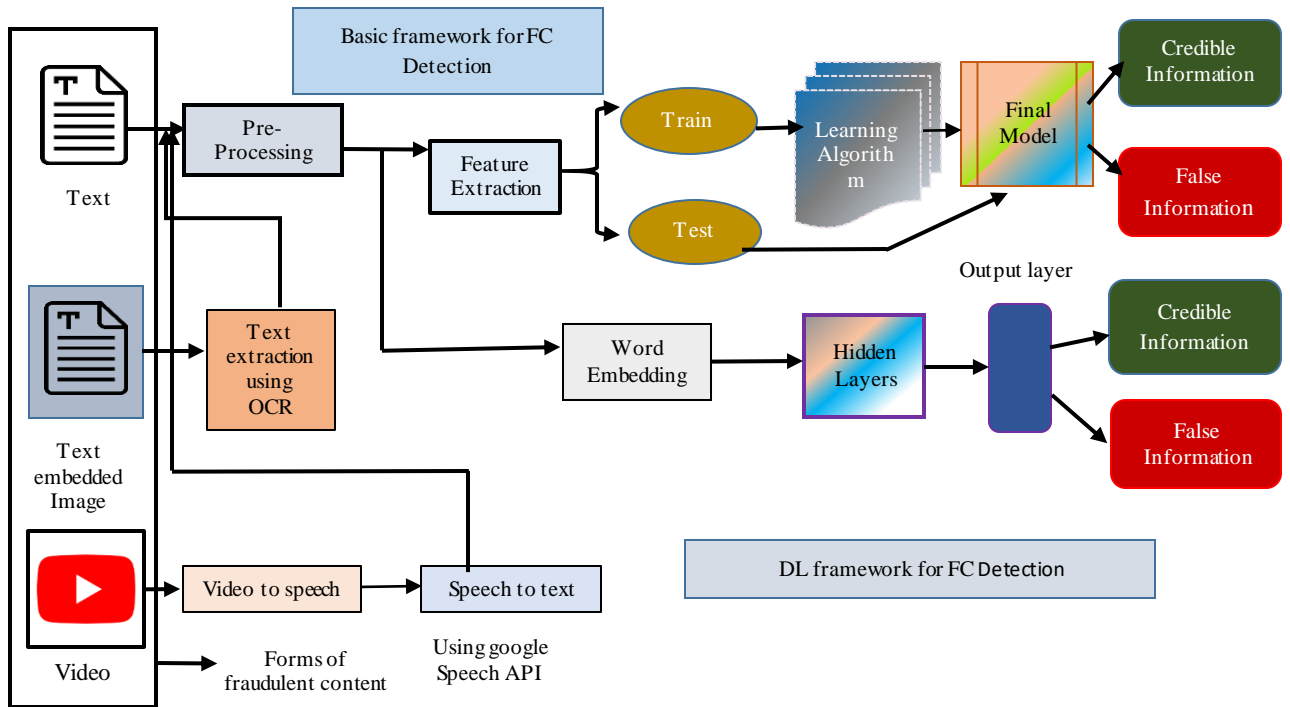 Basic framework for FC
Detection
T
Text
Pre-
Processing
Feature
Extraction
Train
Test
Learning
Algorith
m
Final
Model
Credible
Information
False
Information
T
Text
embedded
Image
Text
extraction
using
OCR
Word
Embedding
Hidden
Layers
Output layer
Credible
Information
False
Information
Video
Video to speech
Speech to text
Using google
Speech API
Forms of
fraudulent content
DL framework for FC Detection